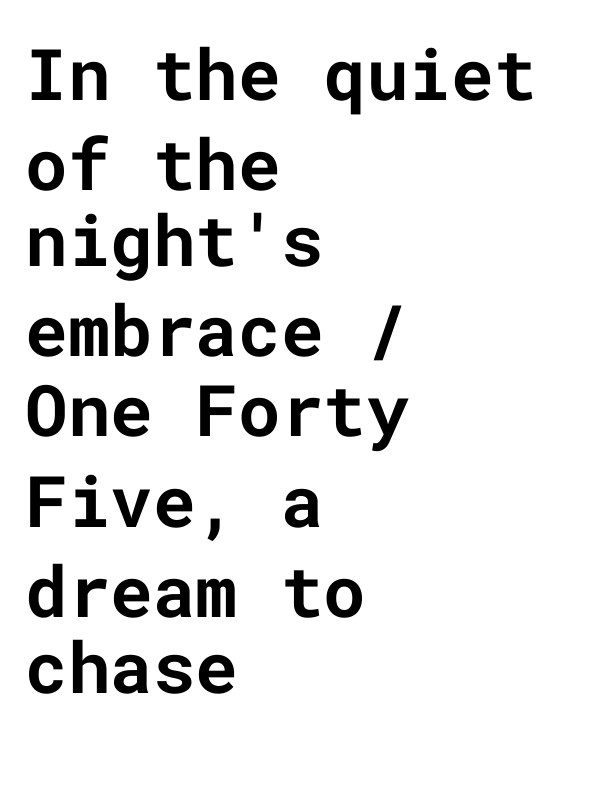 In the quiet
of the
night's
embrace /
One Forty
Five, a
dream to
chase